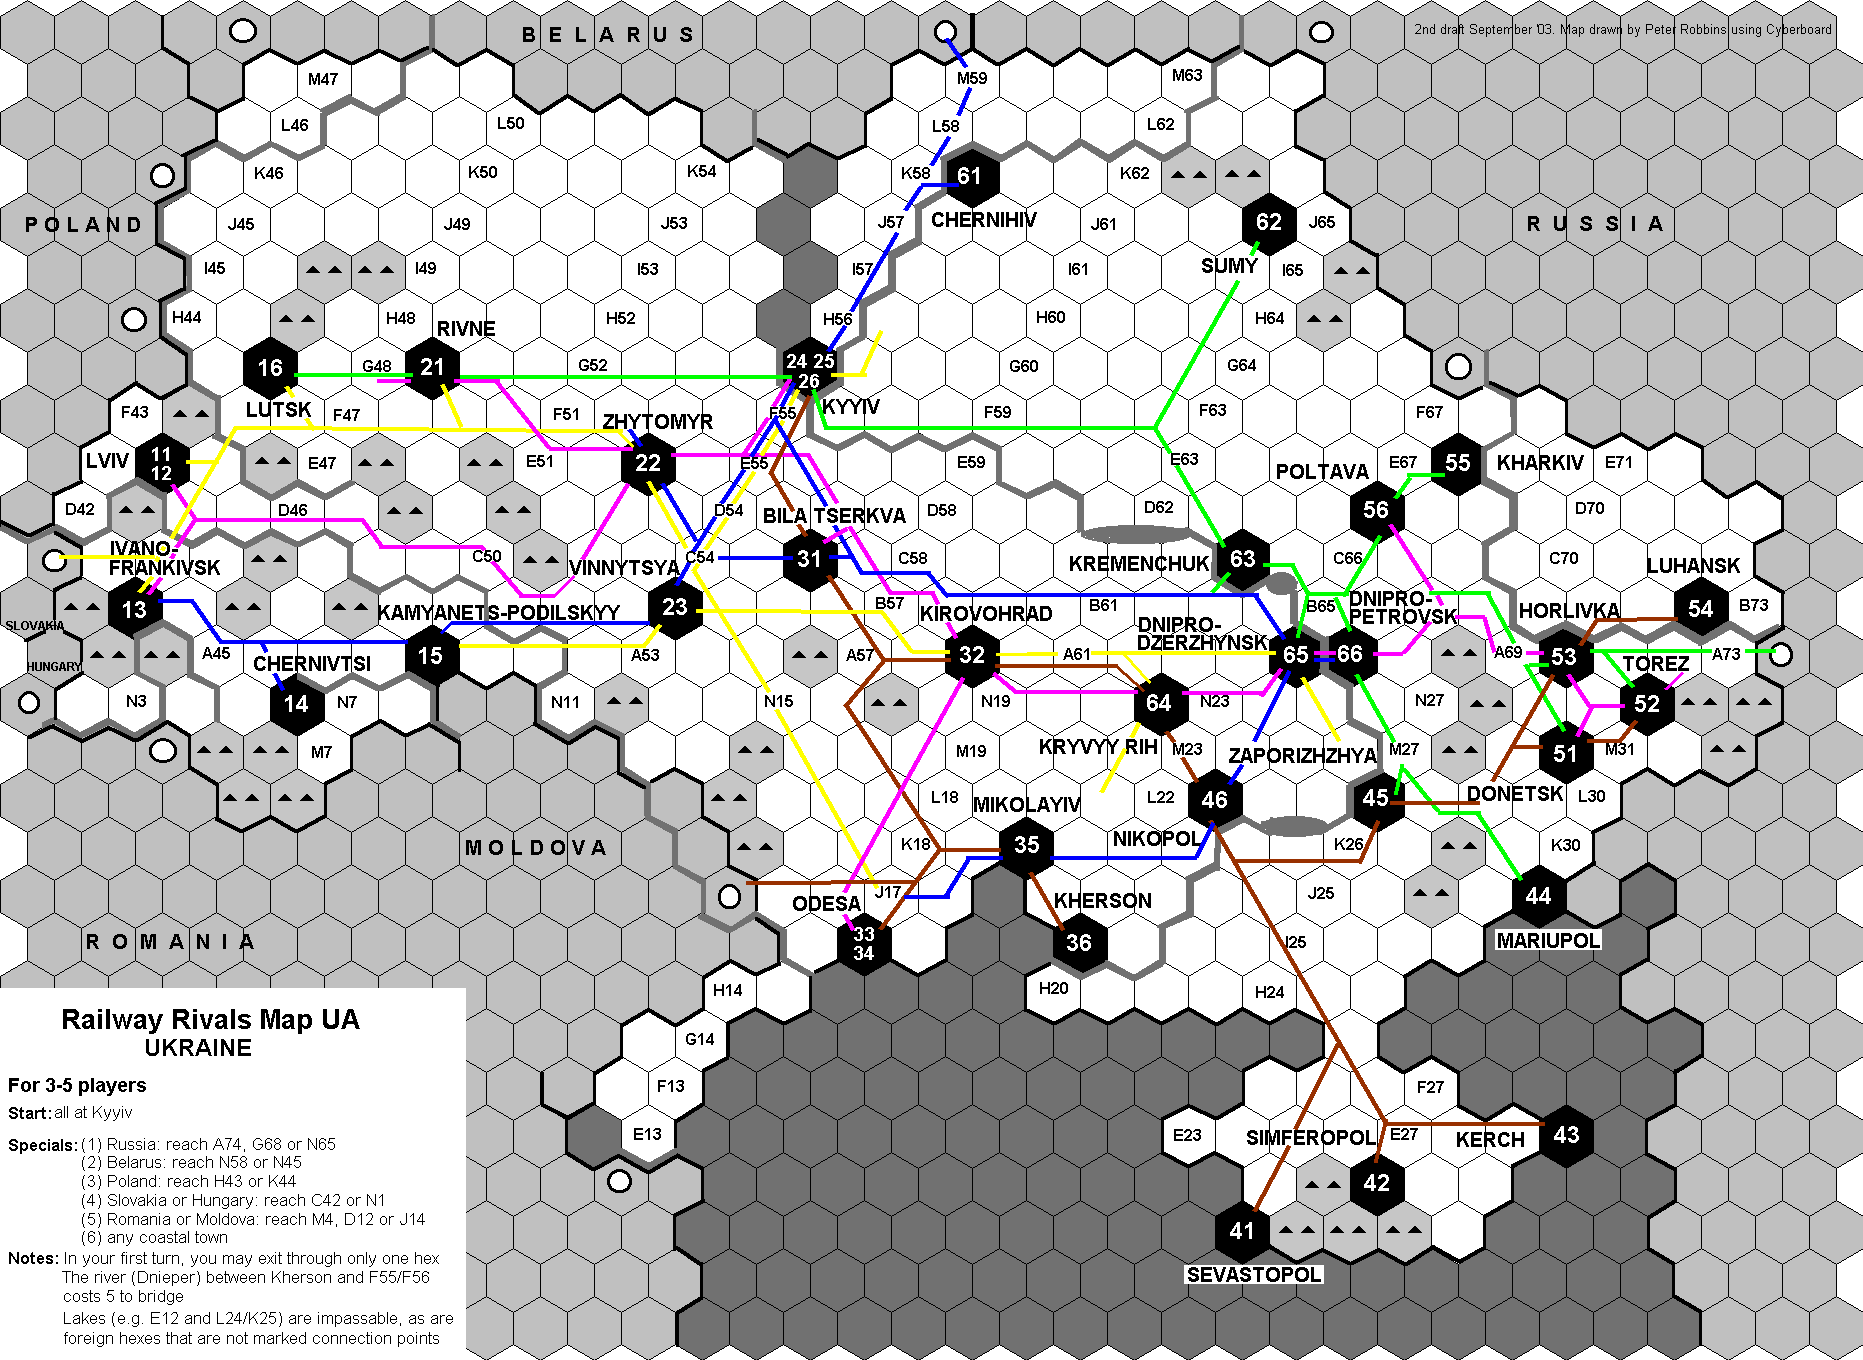 B E L A R U S
2nd draft September '03. Map drawn by Peter Robbins using Cyberboard
M47
M59
M63
L46
L50
L58
L62
K46
K50
K54
K58
61
K62
POLAND
J45
J49
J53
J57
CHERNIHIV
J61
62
J65
RUSSIA
I45
I49
I53
I57
I61
SUMY
I65
H44
H48
RIVNE
H52
H56
H60
H64
16
G48
21
G52
24 25
26
G60
G64
LUTSK
F43
F47
F51
ZHYTOMYR
F55
KYYIV
F59
F63
F67
LVIV
11
12
E47
E51
22
E55
E59
E63
POLTAVA
E67
55
KHARKIV
E71
D42
D46
D54
BILA TSERKVA
D58
D62
56
D70
IVANO-
FRANKIVSK
C50
VINNYTSYA
C54
31
C58
KREMENCHUK
63
C66
C70
LUHANSK
SLOVAKIA
13
KAMYANETS-PODILSKYY
23
B57
KIROVOHRAD
B61
B65
DNIPRO-
PETROVSK
HORLIVKA
54
B73
HUNGARY
A45
CHERNIVTSI
15
A53
A57
32
A61
DNIPRO-
DZERZHYNSK
65
66
A69
53
TOREZ
A73
N3
14
N7
N11
N15
N19
64
N23
N27
52
M7
M19
KRYVYY RIH
M23
ZAPORIZHZHYA
M27
51
M31
L18
MIKOLAYIV
L22
46
45
DONETSK
L30
MOLDOVA
K18
35
NIKOPOL
K26
K30
ODESA
J17
KHERSON
J25
44
ROMANIA
33
34
36
I25
MARIUPOL
H14
H20
H24
Railway Rivals Map UA
UKRAINE
G14
For 3-5 players
F13
F27
Start: all at Kyyiv
E13
E23
SIMFEROPOL
E27
KERCH
43
Specials: (1) Russia: reach A74, G68 or N65
(2) Belarus: reach N58 or N45
(3) Poland: reach H43 or K44
42
(4) Slovakia or Hungary: reach C42 or N1
(5) Romania or Moldova: reach M4, D12 or J14
41
(6) any coastal town
SEVASTOPOL
Notes: In your first turn, you may exit through only one hex
The river (Dnieper) between Kherson and F55/F56
costs 5 to bridge
Lakes (e.g. E12 and L24/K25) are impassable, as are
foreign hexes that are not marked connection points